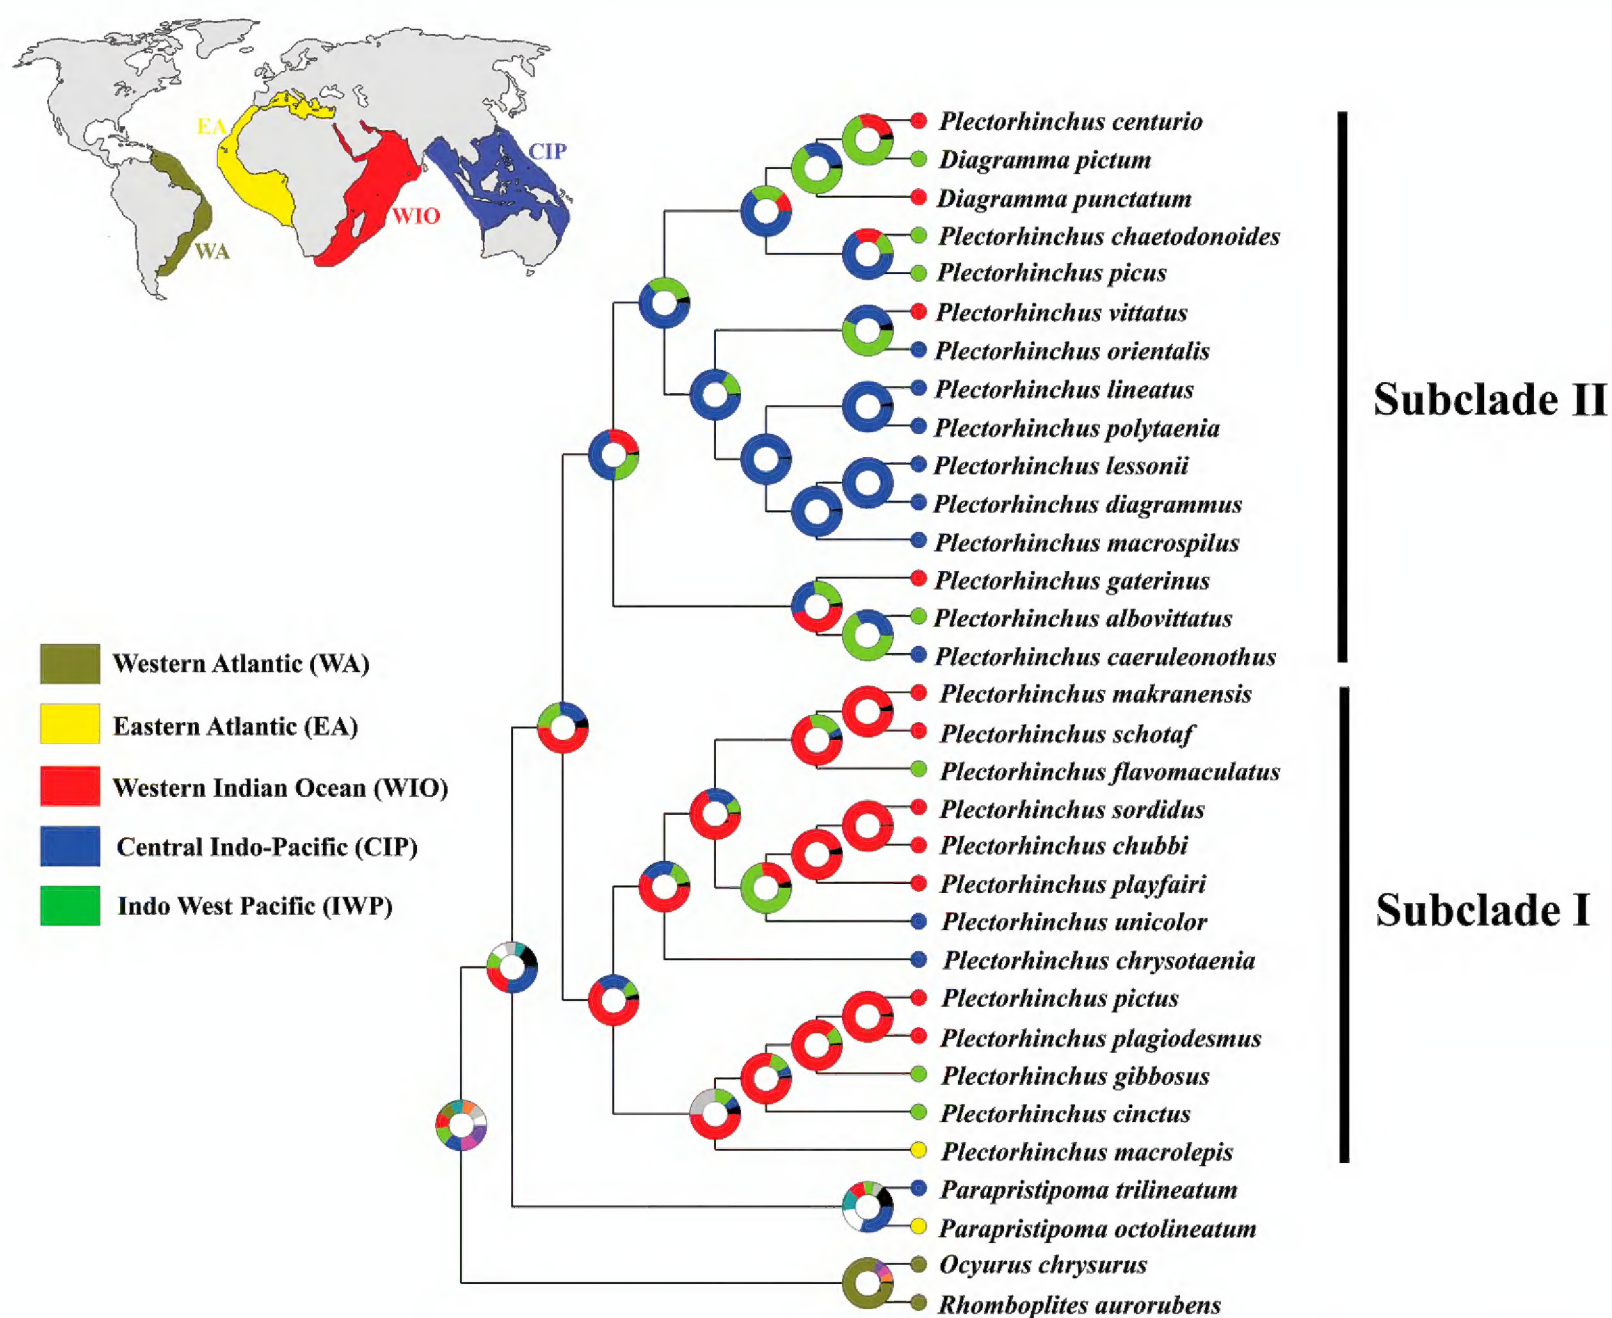 EA
CIP
WIO
WA
Plectorhinchus centurio
Diagramma pictum
Diagramma punctatum
Plectorhinchus chaetodonoides
Plectorhinchus picus
Plectorhinchus vittatus
Plectorhinchus orientalis
Plectorhinchus lineatus
Plectorhinchus polytaenia
Plectorhinchus lessonii
Plectorhinchus diagrammus
Plectorhinchus macrospilus
Plectorhinchus gaterinus
Plectorhinchus albovittatus
Plectorhinchus caeruleonothus
Subclade II
Western Atlantic (WA)
Eastern Atlantic (EA)
Western Indian Ocean (WIO)
Central Indo-Pacific (CIP)
Indo West Pacific (IWP)
Plectorhinchus makranensis
Plectorhinchus schotaf
Plectorhinchus flavomaculatus
Plectorhinchus sordidus
Plectorhinchus chubbi
Plectorhinchus playfairi
Plectorhinchus unicolor
Plectorhinchus chrysotaenia
Plectorhinchus pictus
Plectorhinchus plagiodesmus
Plectorhinchus gibbosus
Plectorhinchus cinctus
Plectorhinchus macrolepis
Subclade I
Parapristipoma trilineatum
Parapristipoma octolineatum
Ocyurus chrysurus
Rhomboplites aurorubens